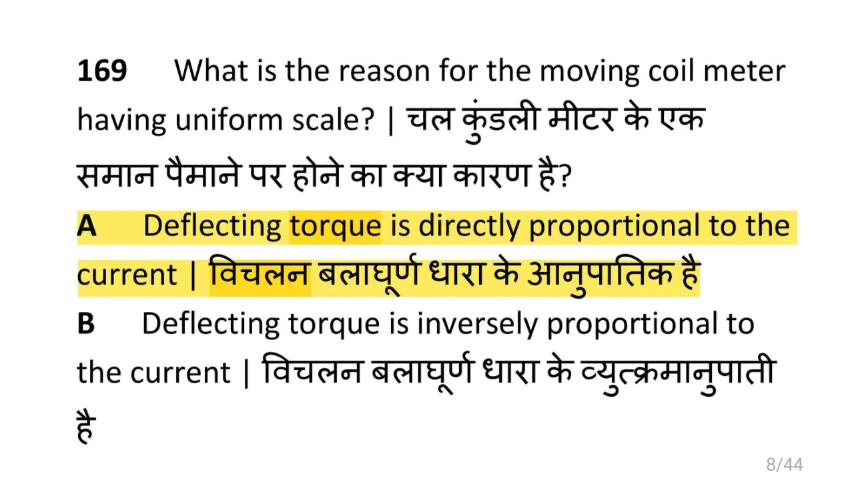 169 What is the reason for the moving coil meter
having uniform scale? | चल कुंडली मीटर के एक
समान पैमाने पर होने का क्या कारण है?
A Deflecting torque is directly proportional to the
current | विचलन बलाघूर्ण धारा के आनुपातिक है
B Deflecting torque is inversely proportional to
the current | विचलन बलाघूर्ण धारा के व्युत्क्रमानुपाती
है
8/44